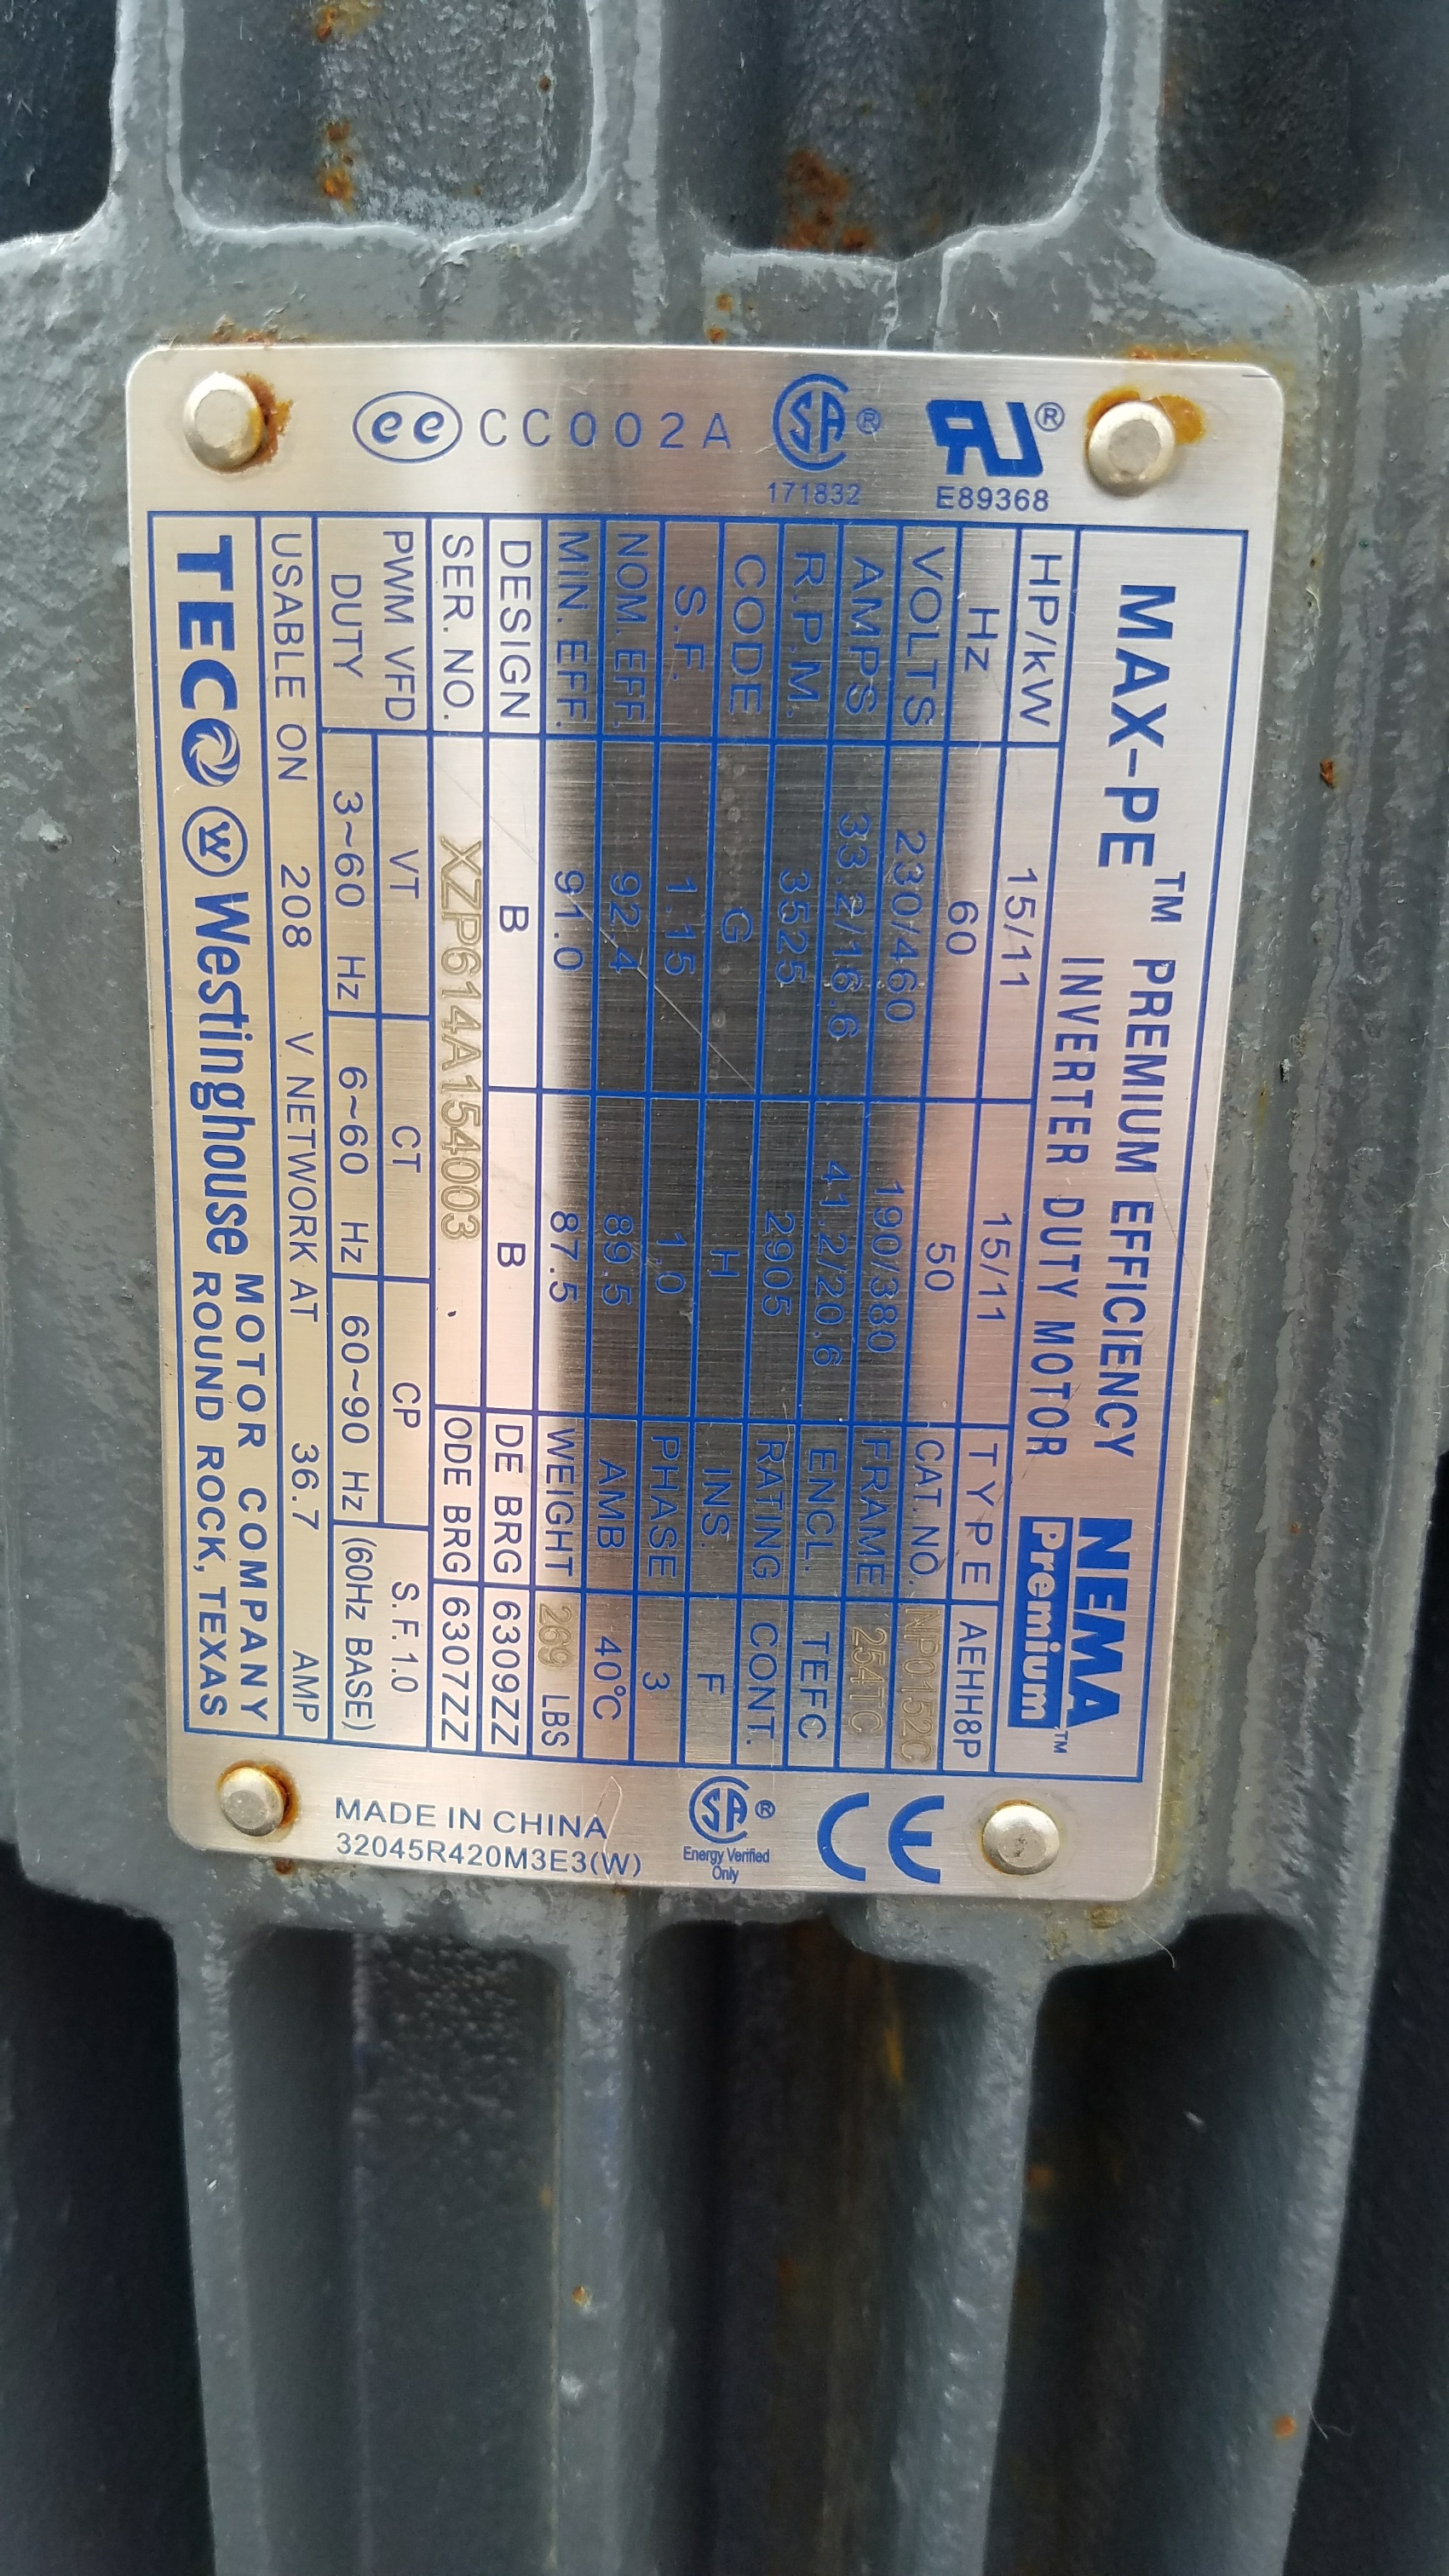 MAX-PE™ PREMIUM EFFICIENCY
INVERTER DUTY MOTOR
NEMA
Premium™
HP/kW 15/11 15/11 TYPE AEHH8P
Hz 60 50 CAT.NO. NP0152C
VOLTS 230/460 190/380 FRAME 254TC
AMPS 33.2/16.6 41.2/20.6 ENCL. TEFC
R.P.M. 3525 2905 RATING CONT.
CODE G H INS. F
S.F. 1.15 1.0 PHASE 3
NOM. EFF. 92.4 89.5 AMB 40°C
MIN. EFF. 91.0 87.5 WEIGHT 269 LBS
DESIGN B B DE BRG 6309ZZ
SER. NO. XZP614A154003 ODE BRG 6307ZZ
PWM VFD VT CT CP S.F. 1.0
DUTY 3~60 Hz 6~60 Hz 60~90 Hz (60Hz BASE)
USABLE ON 208 V NETWORK AT 36.7 AMP
TECO W Westinghouse MOTOR COMPANY
ROUND ROCK, TEXAS
RU®
E89368
SA®
171832
ee CC002A
CE
SA®
Energy Verified
Only
MADE IN CHINA
32045R420M3E3(W)